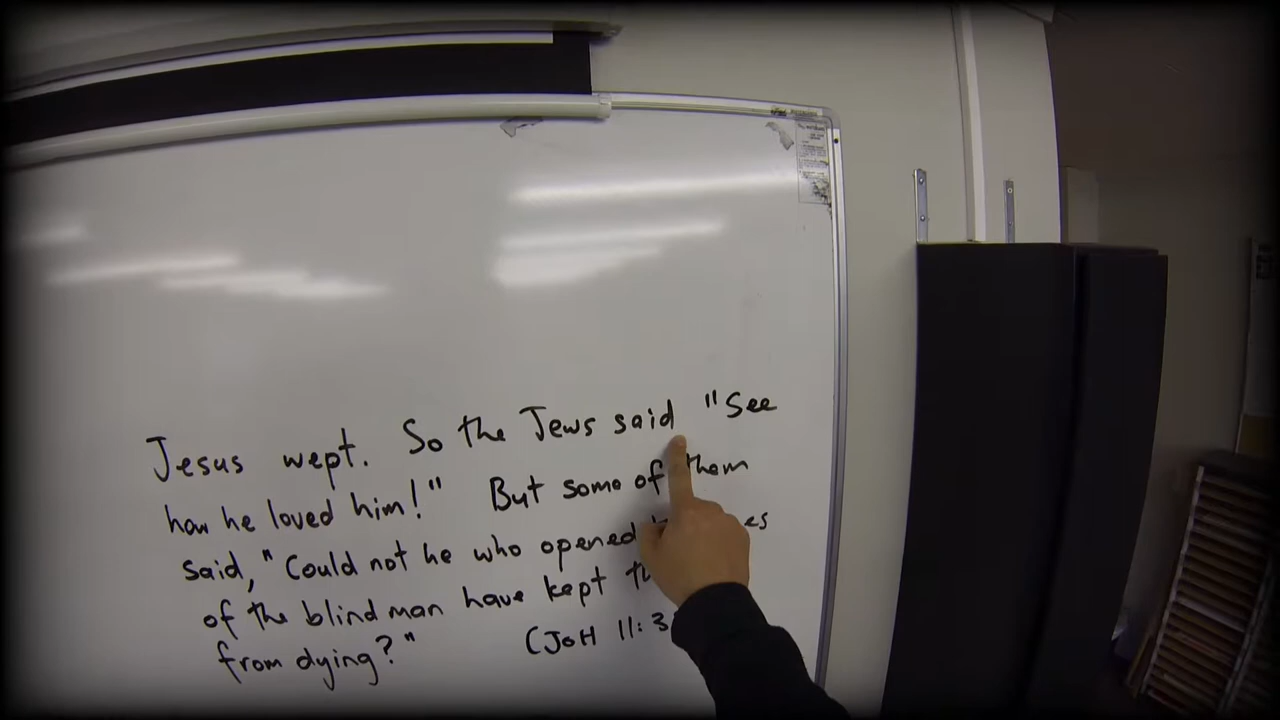 Jesus wept. So the Jews said "See
how he loved him!" But some of them
said, "Could not he who opened
of the blind man have kept
from dying?" (JOH 11:3